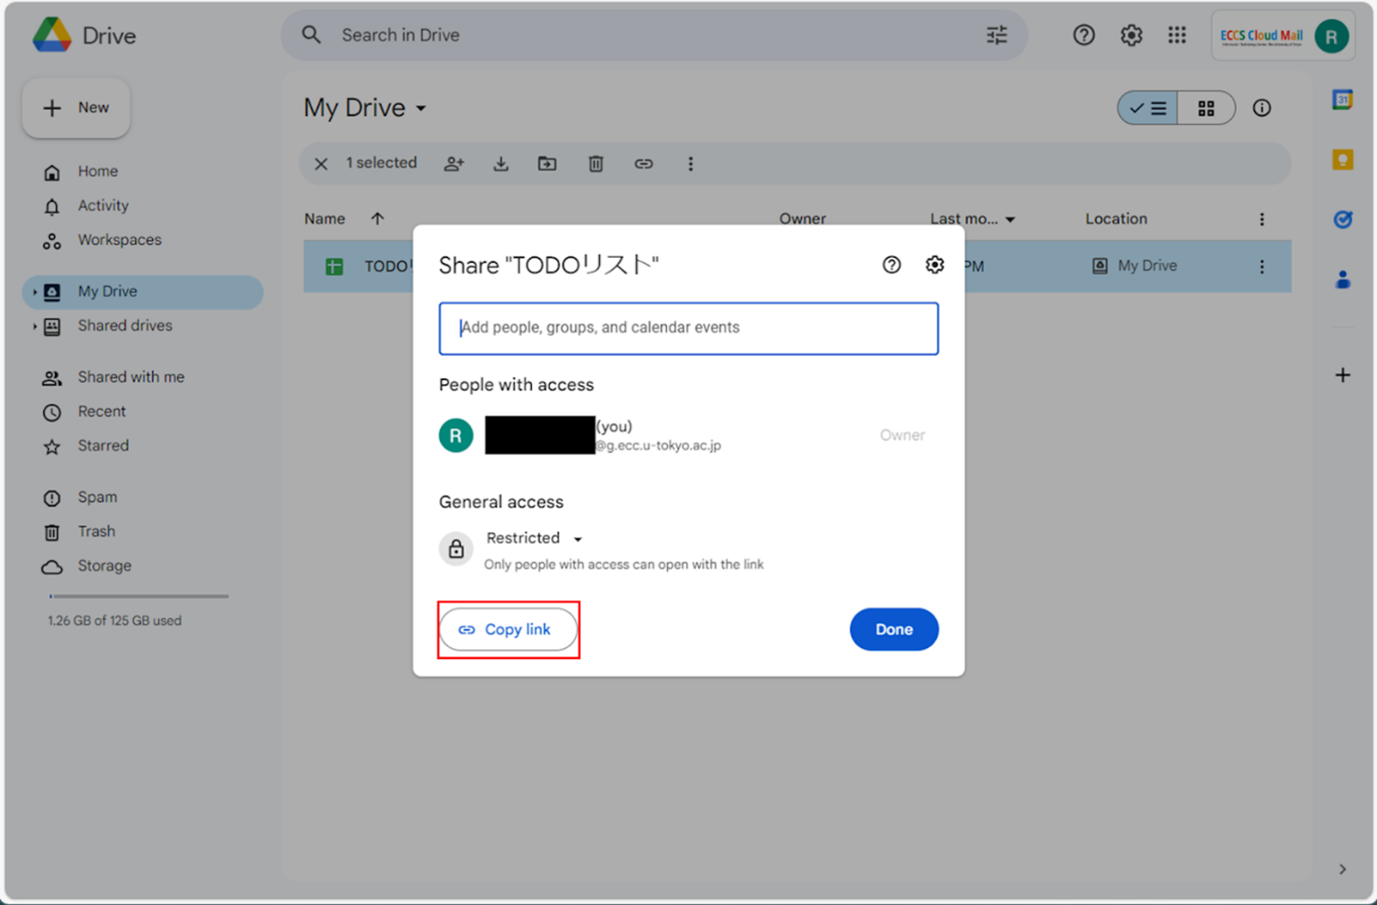 Drive
Search in Drive
ECCS Cloud Mail
R
New
My Drive
31
1 selected
Home
Activity
Workspaces
My Drive
Shared drives
Shared with me
Recent
Starred
Spam
Trash
Storage
1.26 GB of 125 GB used
Name
Owner
Last mo...
Location
TODO
PM
My Drive
Share "TODOリスト"
Add people, groups, and calendar events
People with access
R
(you)
@g.ecc.u-tokyo.ac.jp
Owner
General access
Restricted
Only people with access can open with the link
Copy link
Done